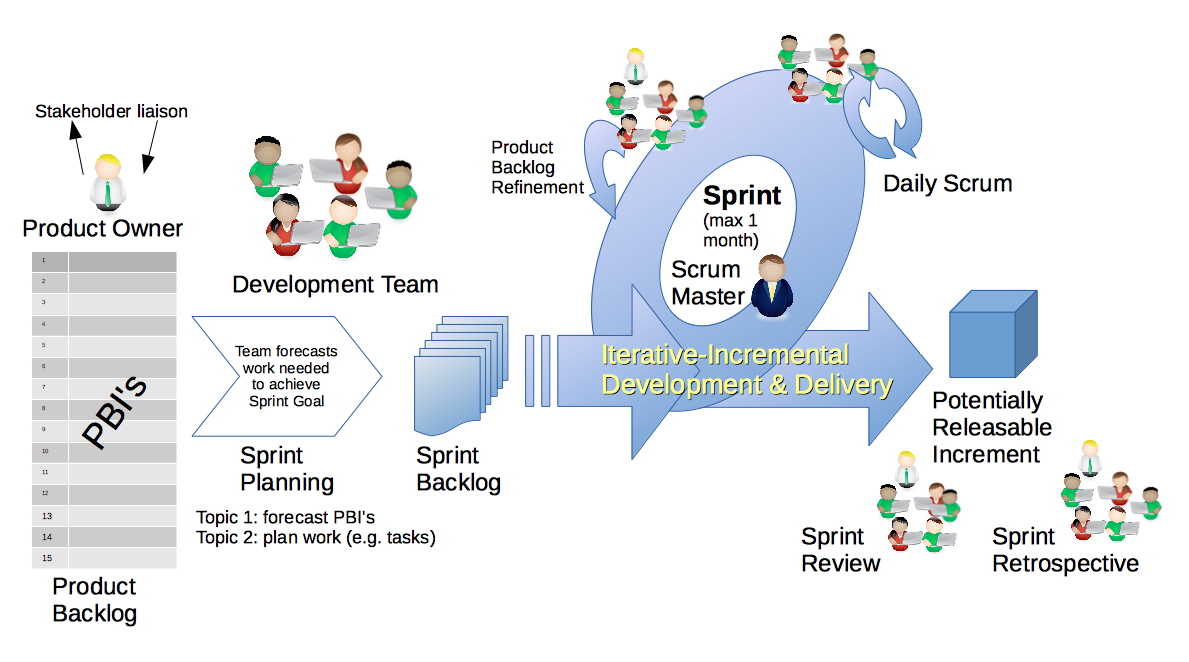 Stakeholder liaison
Product Owner
1
2
3
4
5
6
7
8
9
10
11
12
13
14
15
PBI's
Product
Backlog
Development Team
Team forecasts
work needed
to achieve
Sprint Goal
Sprint
Planning
Topic 1: forecast PBI's
Topic 2: plan work (e.g. tasks)
Sprint
Backlog
Product
Backlog
Refinement
Sprint
(max 1
month)
Scrum
Master
Daily Scrum
Iterative-Incremental
Development & Delivery
Potentially
Releasable
Increment
Sprint
Review
Sprint
Retrospective